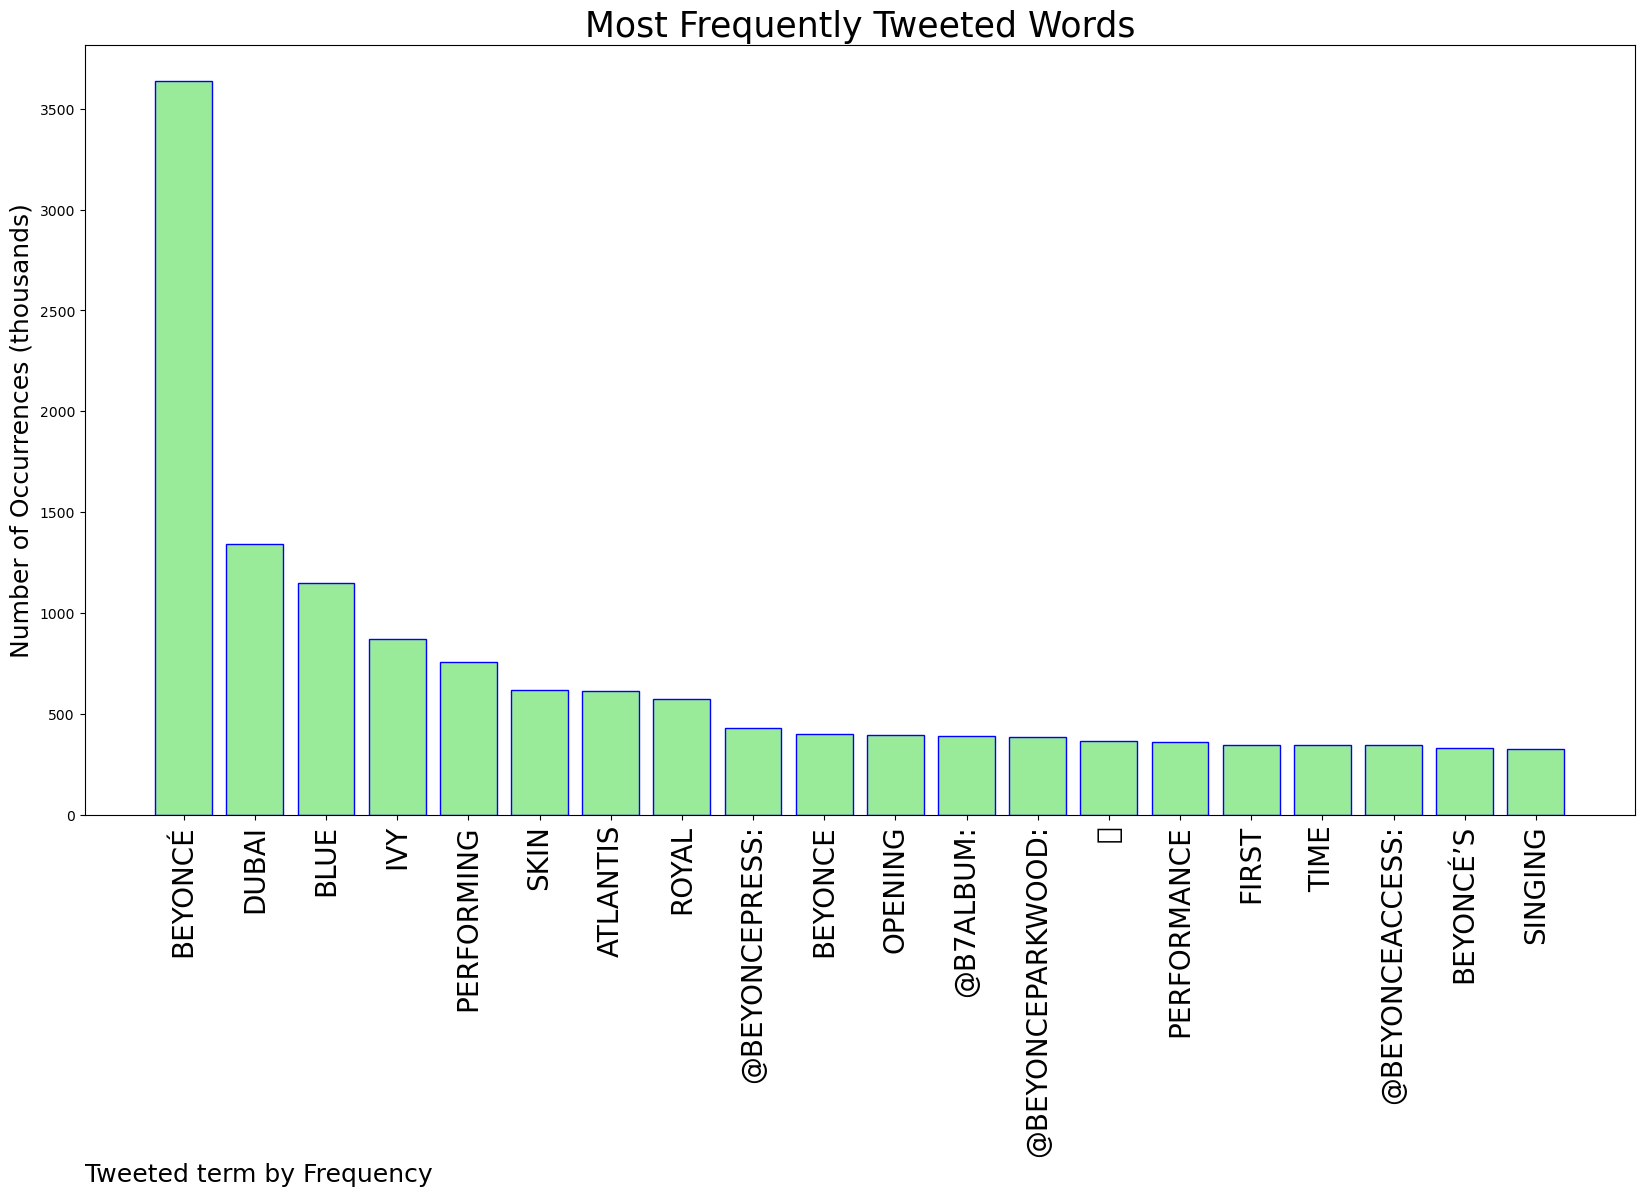 Most Frequently Tweeted Words
Number of Occurrences (thousands)
3500
3000
2500
2000
1500
1000
500
0
BEYONCÉ
DUBAI
BLUE
IVY
PERFORMING
SKIN
ATLANTIS
ROYAL
@BEYONCEPRESS:
BEYONCE
OPENING
@B7ALBUM:
@BEYONCEPARKWOOD:
PERFORMANCE
FIRST
TIME
@BEYONCEACCESS:
BEYONCÉ’S
SINGING
Tweeted term by Frequency